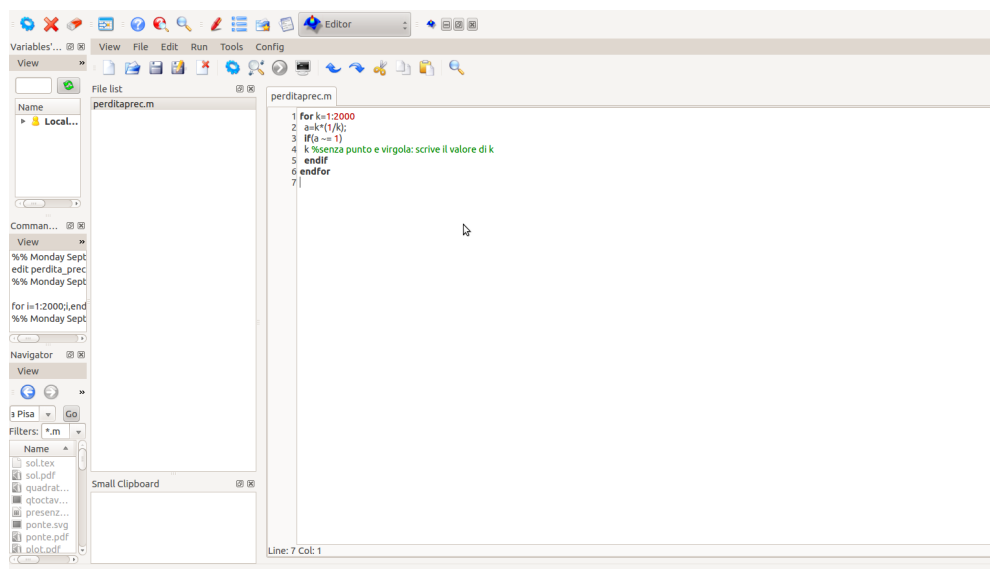 Editor
Variables'...
View File Edit Run Tools Config
View »
File list
perditaprec.m
perditaprec.m
Name
Local...
1 for k=1:2000
2 a=k*(1/k);
3 if(a ~= 1)
4 k %senza punto e virgola: scrive il valore di k
5 endif
6 endfor
7
Comman...
View »
%% Monday Sept
edit perdita_prec
%% Monday Sept
for i=1:2000;i,end
%% Monday Sept
Navigator
View
»
a Pisa Go
Filters: *.m
Name
sol.tex
sol.pdf
quadrat...
qtoctav...
presenz...
ponte.svg
ponte.pdf
plot.pdf
Small Clipboard
Line: 7 Col: 1